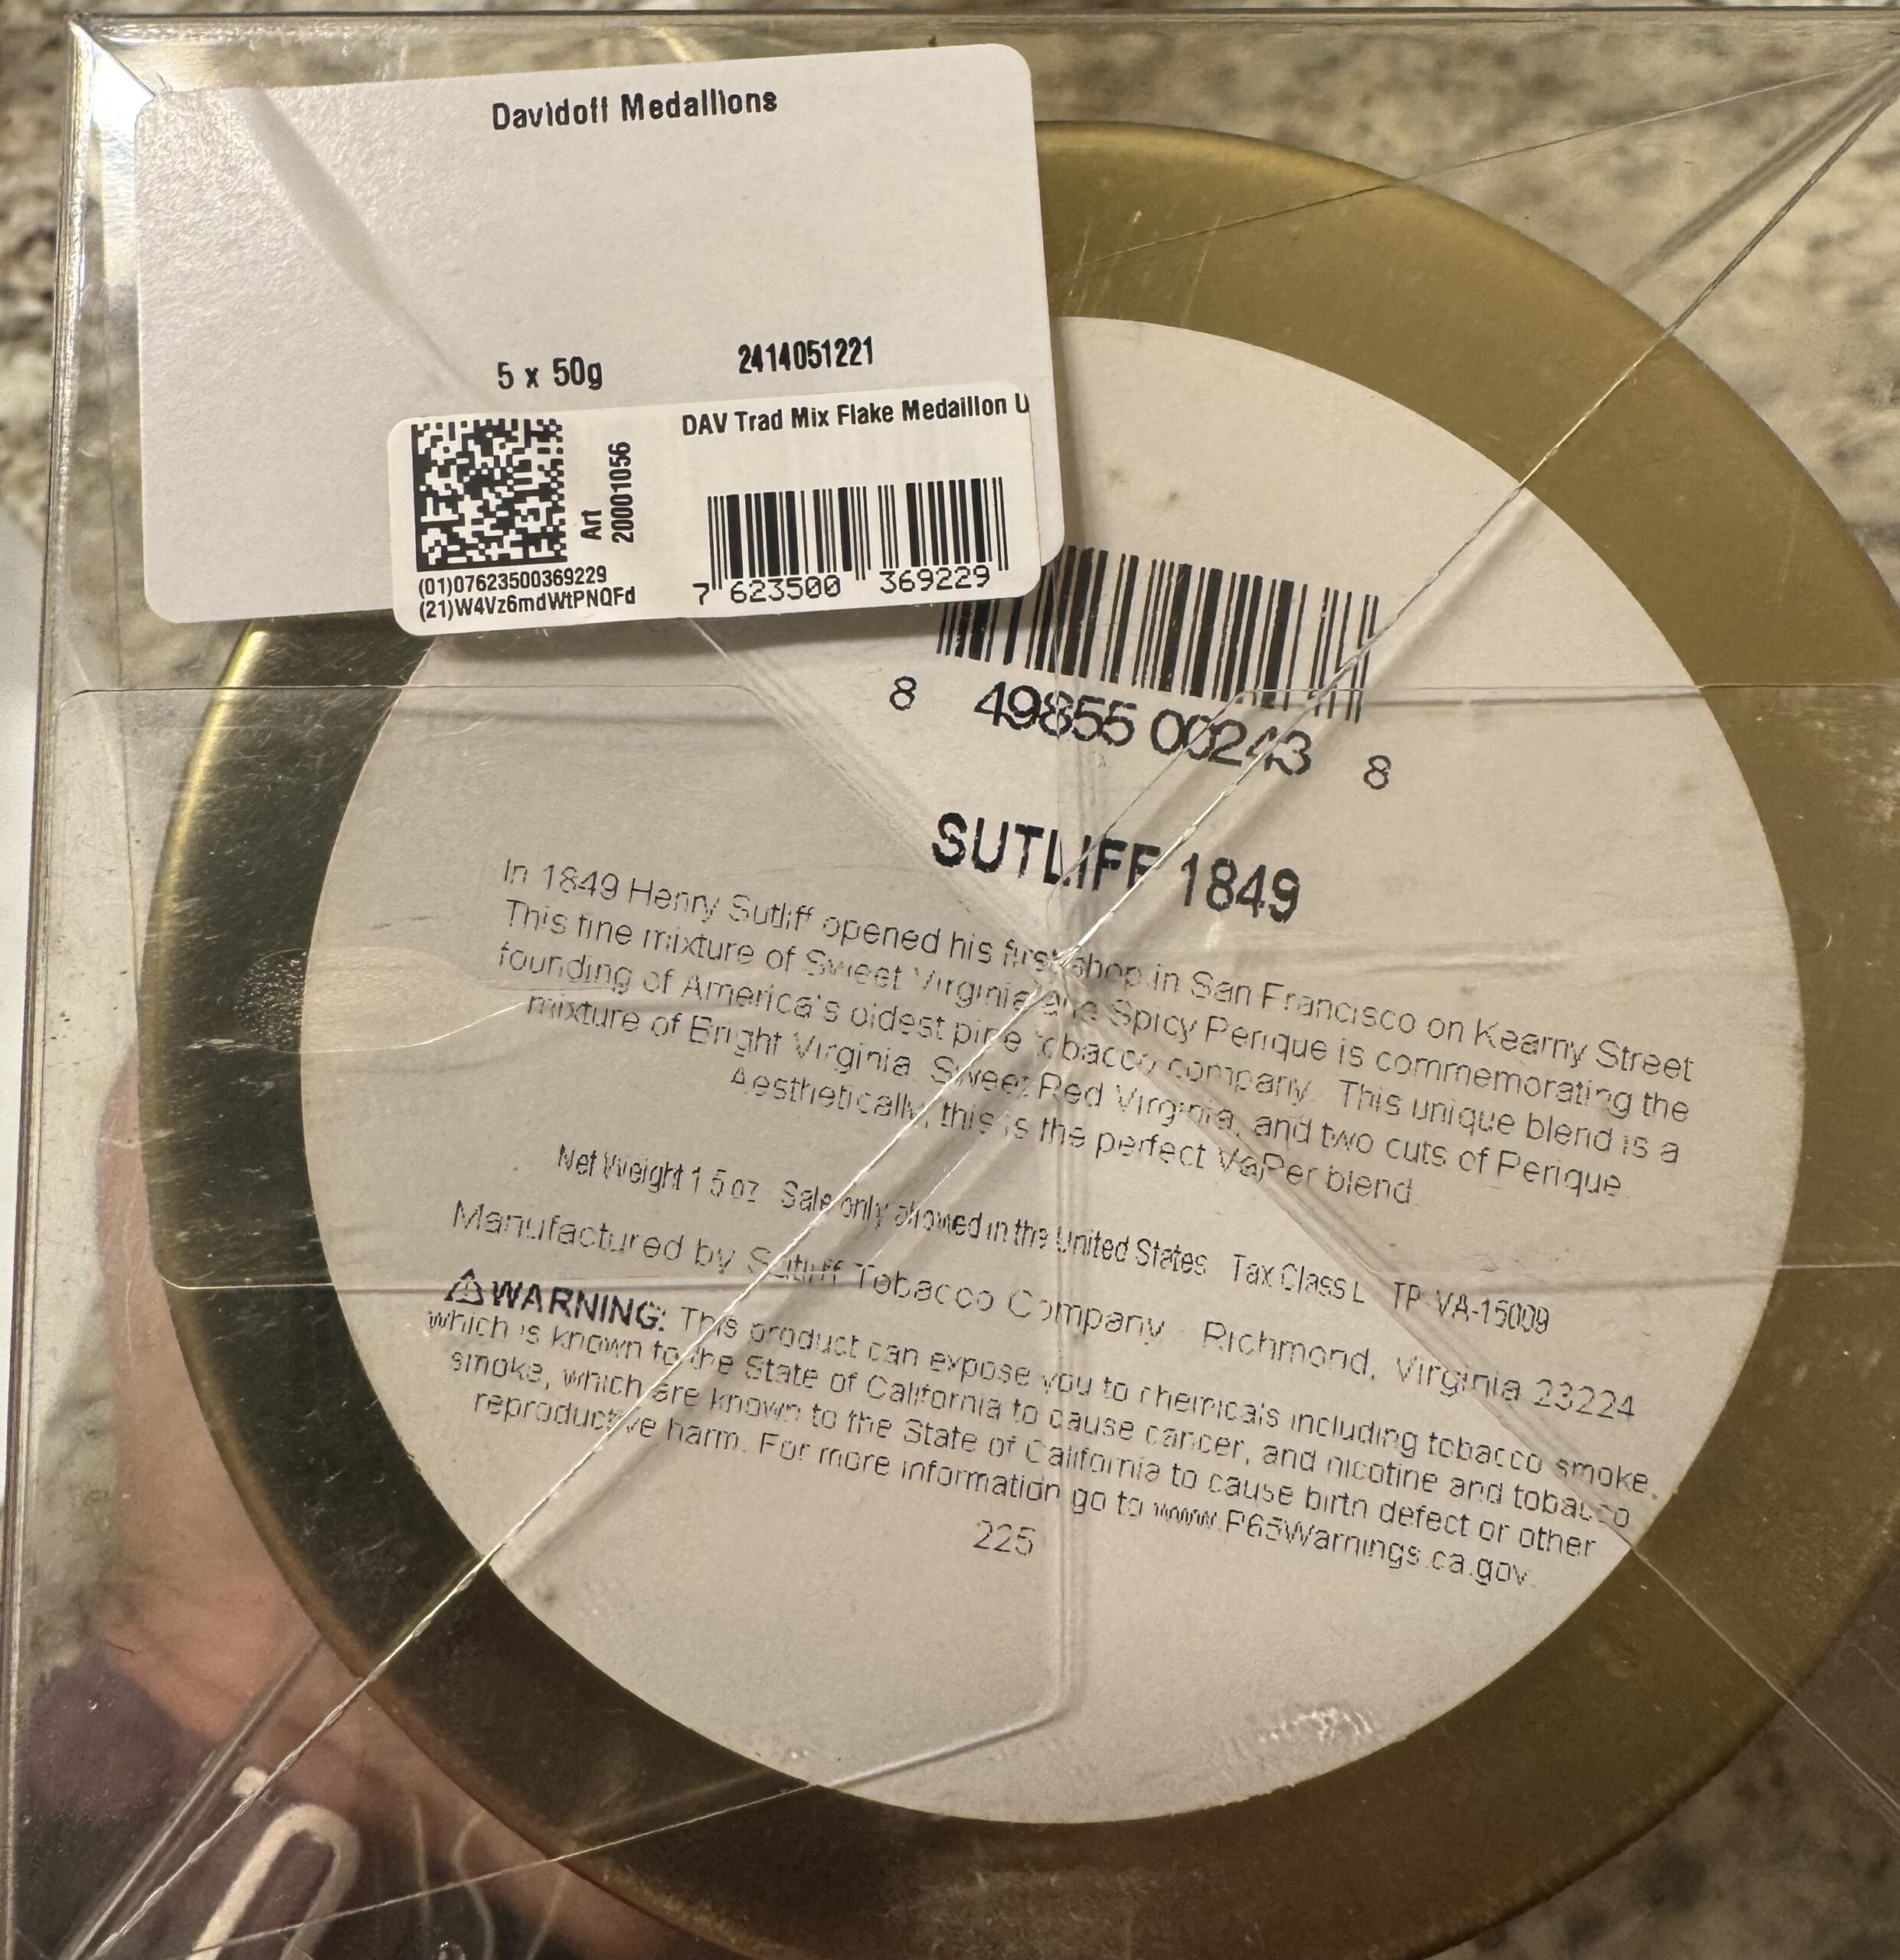 Davidoff Medallions
5 x 50g
2414051221
DAV Trad Mix Flake Medaillon U
Art
20001056
(01)07623500369229
(21)W4Vz6mdWtPNQFd
7 623500 369229
8 49855 00243 8
SUTLIFF 1849
In 1849 Henry Sutliff opened his first shop in San Francisco on Kearny Street
This fine mixture of Sweet Virginia and Spicy Perique is commemorating the
founding of America's oldest pipe tobacco company. This unique blend is a
mixture of Bright Virginia, Sweet Red Virginia, and two cuts of Perique
Aesthetically, this is the perfect VaPer blend.
Net Weight 1.5 oz Sale only allowed in the United States Tax Class L TP-VA-15009
Manufactured by Sutliff Tobacco Company Richmond, Virginia 23224
⚠WARNING: This product can expose you to chemicals including tobacco smoke,
which is known to the State of California to cause cancer, and nicotine and tobacco
smoke, which are known to the State of California to cause birth defect or other
reproductive harm. For more information go to www.P65Warnings.ca.gov.
225